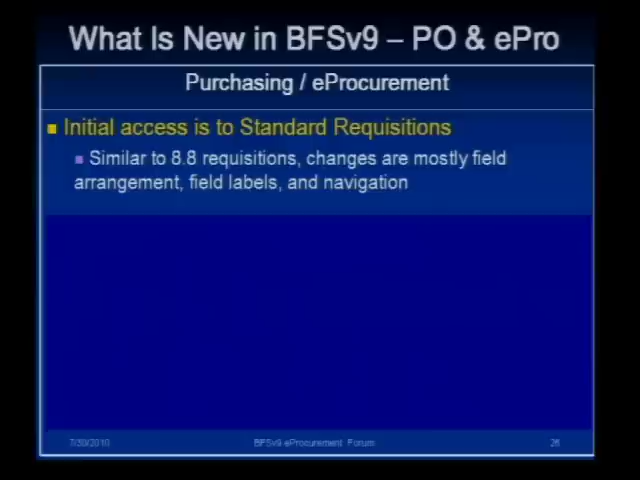 What Is New in BFSv9 – PO & ePro
Purchasing / eProcurement
Initial access is to Standard Requisitions
Similar to 8.8 requisitions, changes are mostly field
arrangement, field labels, and navigation
7/30/2010
BFSv9 eProcurement Forum
26